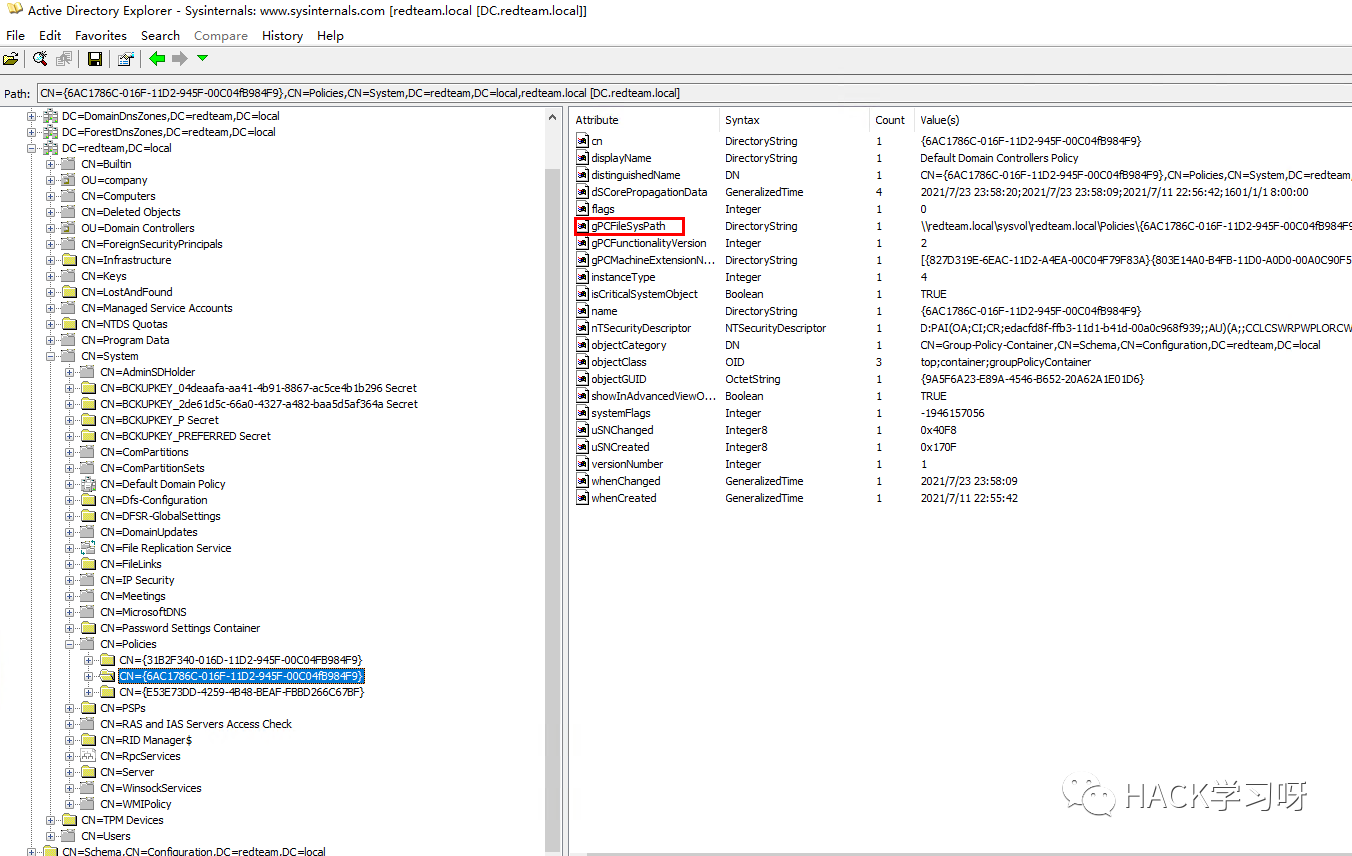 Active Directory Explorer - Sysinternals: www.sysinternals.com [redteam.local [DC.redteam.local]]
File Edit Favorites Search Compare History Help
Path: CN={6AC1786C-016F-11D2-945F-00C04fB984F9},CN=Policies,CN=System,DC=redteam,DC=local,redteam.local [DC.redteam.local]
DC=DomainDnsZones,DC=redteam,DC=local
DC=ForestDnsZones,DC=redteam,DC=local
DC=redteam,DC=local
CN=Builtin
OU=company
CN=Computers
CN=Deleted Objects
OU=Domain Controllers
CN=ForeignSecurityPrincipals
CN=Infrastructure
CN=Keys
CN=LostAndFound
CN=Managed Service Accounts
CN=NTDS Quotas
CN=Program Data
CN=System
CN=AdminSDHolder
CN=BCKUPKEY_04deaafa-aa41-4b91-8867-ac5ce4b1b296 Secret
CN=BCKUPKEY_2de61d5c-66a0-4327-a482-baa5d5af364a Secret
CN=BCKUPKEY_P Secret
CN=BCKUPKEY_PREFERRED Secret
CN=ComPartitions
CN=ComPartitionSets
CN=Default Domain Policy
CN=Dfs-Configuration
CN=DFSR-GlobalSettings
CN=DomainUpdates
CN=File Replication Service
CN=FileLinks
CN=IP Security
CN=Meetings
CN=MicrosoftDNS
CN=Password Settings Container
CN=Policies
CN={31B2F340-016D-11D2-945F-00C04FB984F9}
CN={6AC1786C-016F-11D2-945F-00C04fB984F9}
CN={E53E73DD-4259-4B48-BEAF-FBBD266C67BF}
CN=PSPs
CN=RAS and IAS Servers Access Check
CN=RID Manager$
CN=RpcServices
CN=Server
CN=WinsockServices
CN=WMIPolicy
CN=TPM Devices
CN=Users
CN=Schema,CN=Configuration,DC=redteam,DC=local
Attribute Syntax Count Value(s)
cn DirectoryString 1 {6AC1786C-016F-11D2-945F-00C04fB984F9}
displayName DirectoryString 1 Default Domain Controllers Policy
distinguishedName DN 1 CN={6AC1786C-016F-11D2-945F-00C04fB984F9},CN=Policies,CN=System,DC=redteam,
dSCorePropagationData GeneralizedTime 4 2021/7/23 23:58:20;2021/7/23 23:58:09;2021/7/11 22:56:42;1601/1/1 8:00:00
flags Integer 1 0
gPCFileSysPath DirectoryString 1 \\redteam.local\sysvol\redteam.local\Policies\{6AC1786C-016F-11D2-945F-00C04fB984F9
gPCFunctionalityVersion Integer 1 2
gPCMachineExtensionN... DirectoryString 1 [{827D319E-6EAC-11D2-A4EA-00C04F79F83A}{803E14A0-B4FB-11D0-A0D0-00A0C90F5
instanceType Integer 1 4
isCriticalSystemObject Boolean 1 TRUE
name DirectoryString 1 {6AC1786C-016F-11D2-945F-00C04fB984F9}
nTSecurityDescriptor NTSecurityDescriptor 1 D:PAI(OA;CI;CR;edacfd8f-ffb3-11d1-b41d-00a0c968f939;;AU)(A;;CCLCSWRPWPLORCW
objectCategory DN 1 CN=Group-Policy-Container,CN=Schema,CN=Configuration,DC=redteam,DC=local
objectClass OID 3 top;container;groupPolicyContainer
objectGUID OctetString 1 {9A5F6A23-E89A-4546-B652-20A62A1E01D6}
showInAdvancedViewO... Boolean 1 TRUE
systemFlags Integer 1 -1946157056
uSNChanged Integer8 1 0x40F8
uSNCreated Integer8 1 0x170F
versionNumber Integer 1 1
whenChanged GeneralizedTime 1 2021/7/23 23:58:09
whenCreated GeneralizedTime 1 2021/7/11 22:55:42
HACK学习呀